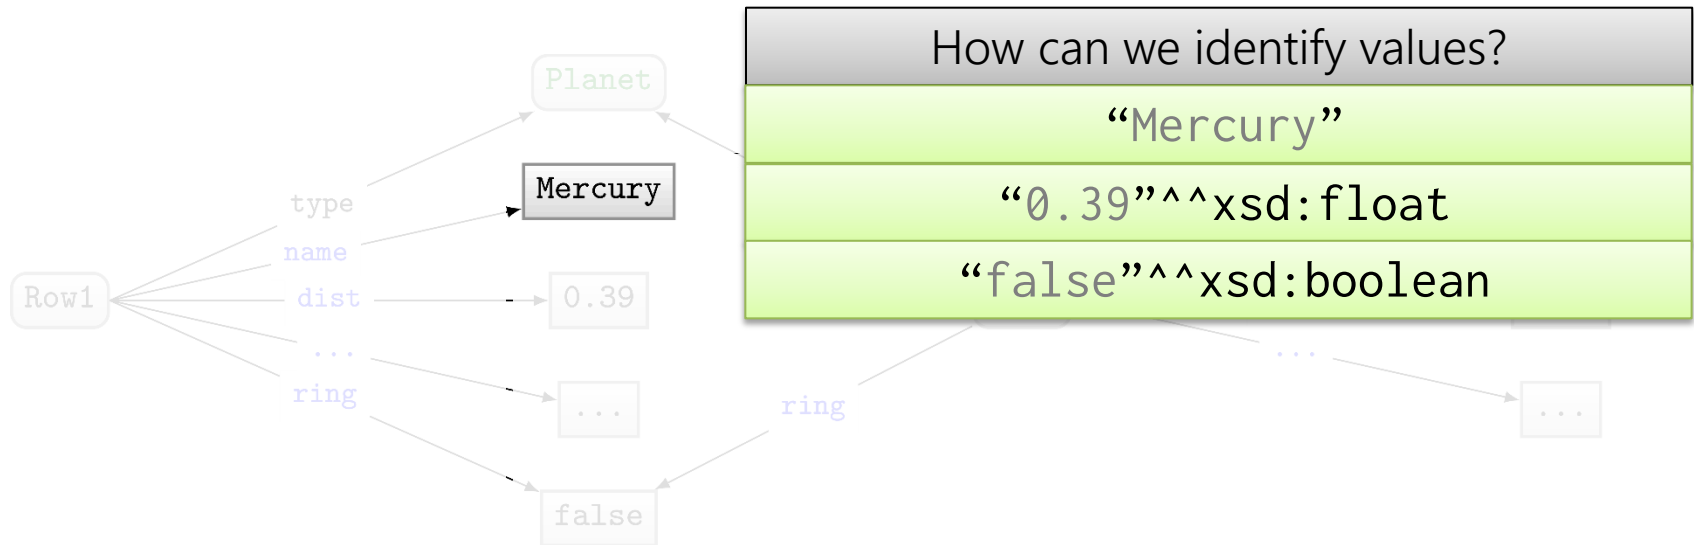 How can we identify values?
“Mercury”
“0.39”^^xsd:float
“false”^^xsd:boolean
Planet
Mercury
type
name
Row1
dist
0.39
...
ring
...
false
ring
...
...